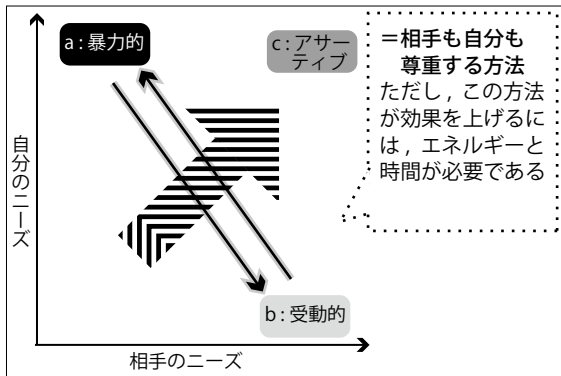 a : 暴力的
c : アサー
ティブ
＝相手も自分も
尊重する方法
ただし , この方法
が効果を上げるに
は , エネルギーと
時間が必要である
自分のニーズ
b : 受動的
相手のニーズ